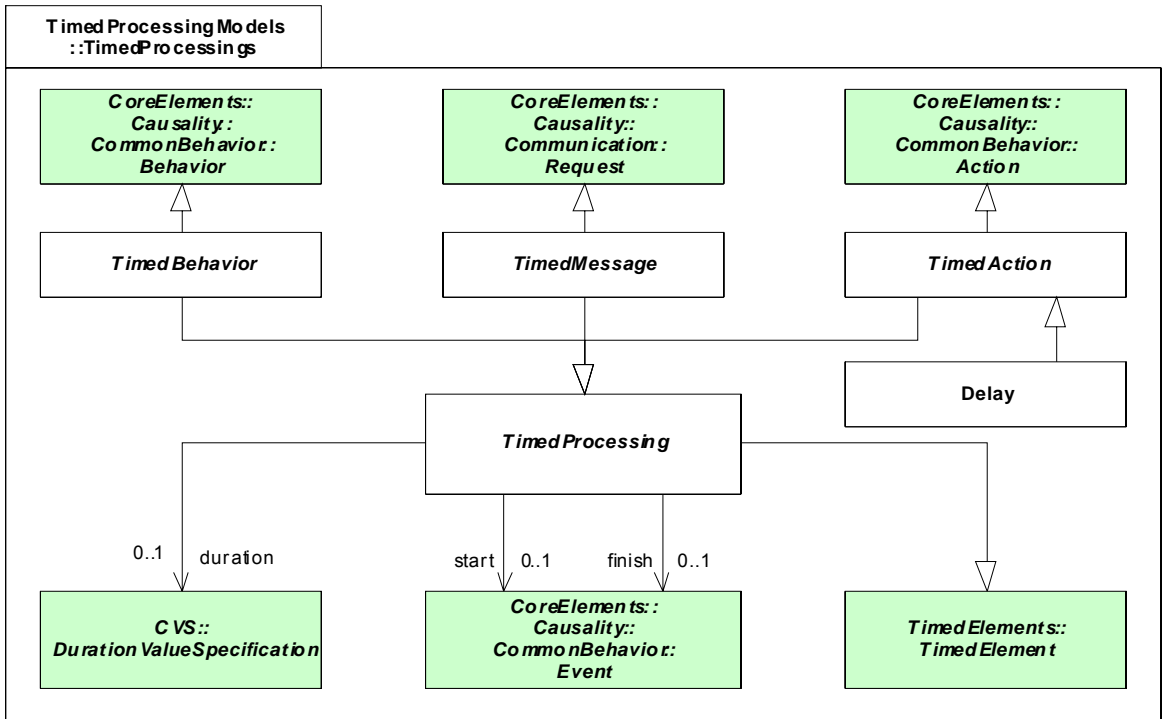 TimedProcessingModels
::TimedProcessings
CoreElements::
Causality::
CommonBehavior::
Behavior
CoreElements::
Causality::
Communication::
Request
CoreElements::
Causality::
CommonBehavior::
Action
TimedBehavior
TimedMessage
TimedAction
Delay
TimedProcessing
0..1 duration
start 0..1 finish 0..1
CVS::
DurationValueSpecification
CoreElements::
Causality::
CommonBehavior::
Event
TimedElements::
TimedElement